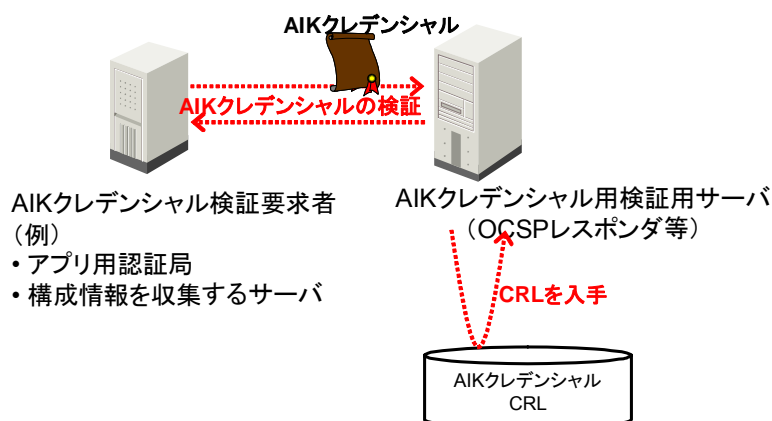 AIKクレデンシャル
AIKクレデンシャルの検証
AIKクレデンシャル検証要求者
（例）
• アプリ用認証局
• 構成情報を収集するサーバ
AIKクレデンシャル用検証用サーバ
（OCSPレスポンダ等）
CRLを入手
AIKクレデンシャル
CRL